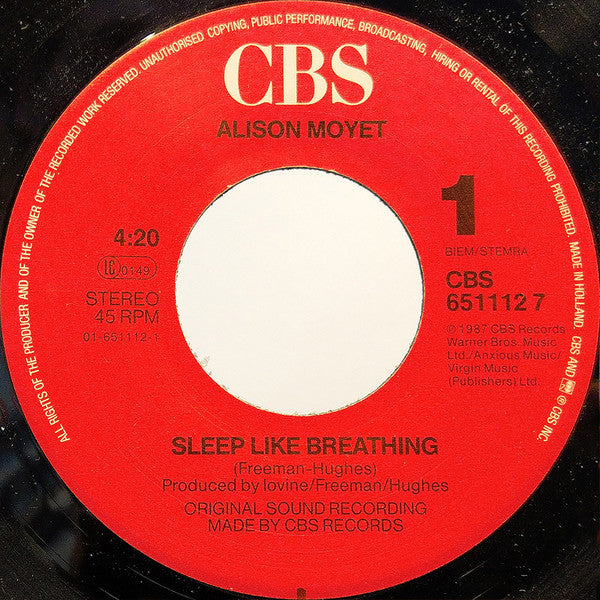 ALL RIGHTS OF THE PRODUCER AND OF THE OWNER OF THE RECORDED WORK RESERVED. UNAUTHORISED COPYING, PUBLIC PERFORMANCE, BROADCASTING, HIRING OR RENTAL OF THIS RECORDING PROHIBITED. MADE IN HOLLAND. CBS AND ℗ CBS INC.
CBS
ALISON MOYET
1
BIEM/STEMRA
4:20
LC 0149
STEREO
45 RPM
01-651112-1
CBS
651112 7
℗ 1987 CBS Records
Warner Bros. Music
Ltd./Anxious Music/
Virgin Music
(Publishers) Ltd.
SLEEP LIKE BREATHING
(Freeman-Hughes)
Produced by Iovine/Freeman/Hughes
ORIGINAL SOUND RECORDING
MADE BY CBS RECORDS